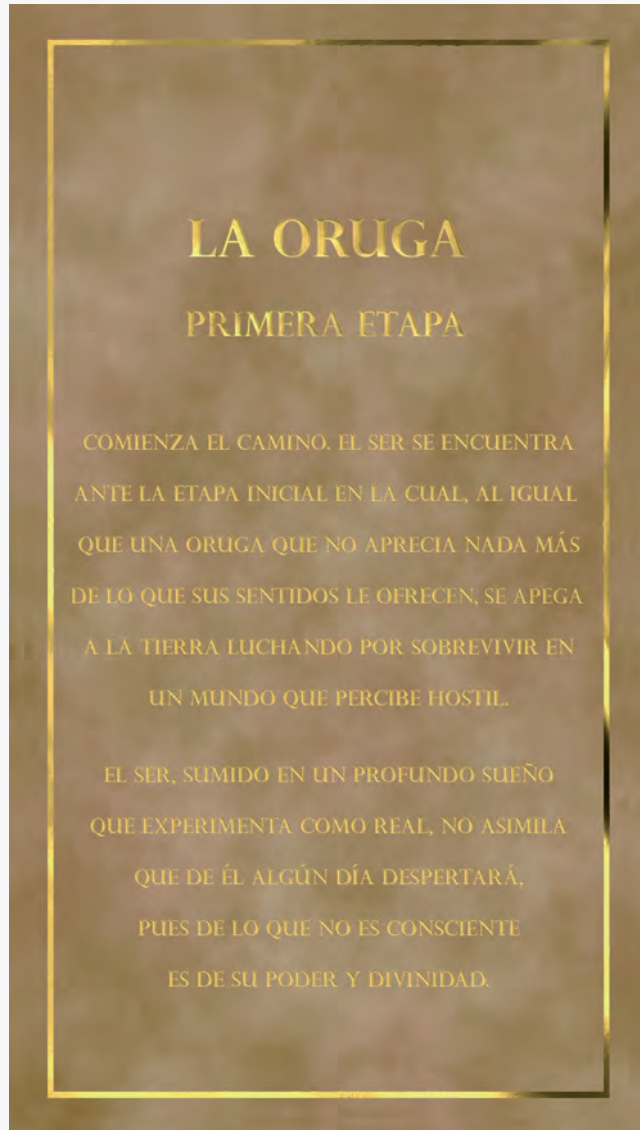 LA ORUGA
PRIMERA ETAPA
COMIENZA EL CAMINO. EL SER SE ENCUENTRA
ANTE LA ETAPA INICIAL EN LA CUAL, AL IGUAL
QUE UNA ORUGA QUE NO APRECIA NADA MÁS
DE LO QUE SUS SENTIDOS LE OFRECEN, SE APEGA
A LA TIERRA LUCHANDO POR SOBREVIVIR EN
UN MUNDO QUE PERCIBE HOSTIL.
EL SER, SUMIDO EN UN PROFUNDO SUEÑO
QUE EXPERIMENTA COMO REAL, NO ASIMILA
QUE DE ÉL ALGÚN DÍA DESPERTARÁ,
PUES DE LO QUE NO ES CONSCIENTE
ES DE SU PODER Y DIVINIDAD.